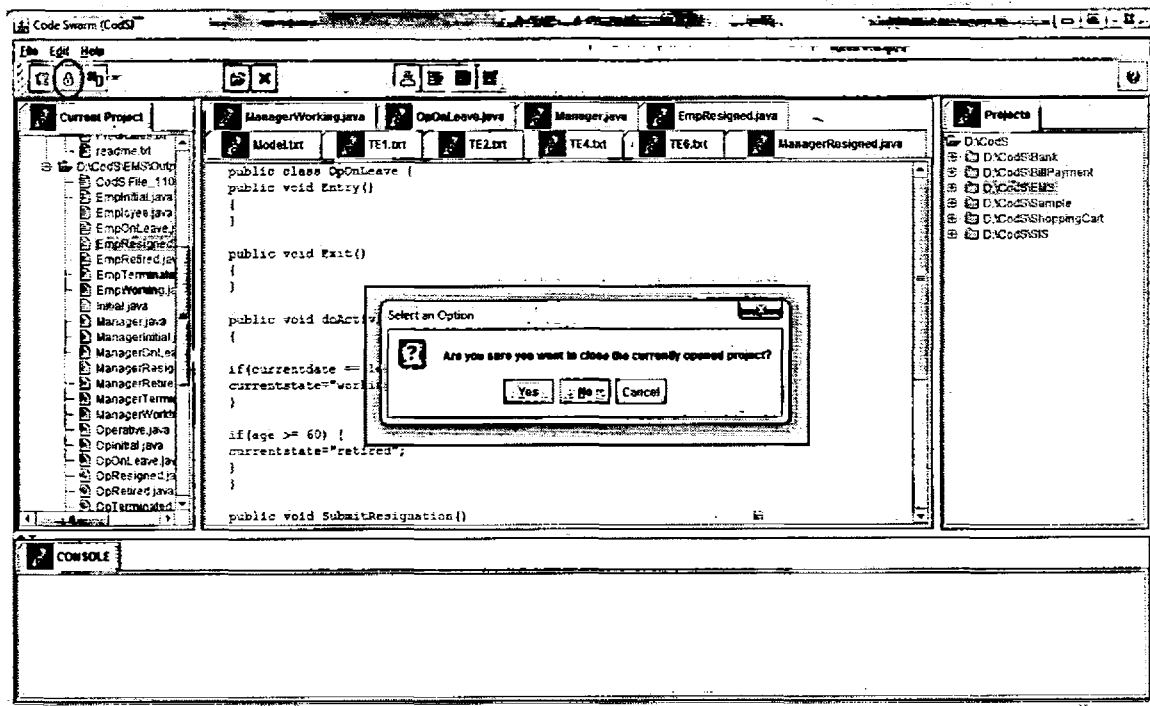 Code Swarm (CodS)
File Edit Help
Current Project
ManagerWorking.java OpOnLeave.java Manager.java EmpResigned.java
Model.txt TE1.txt TE2.txt TE4.txt TE6.txt ManagerResigned.java
Projects
readme.txt
D:\CodS\EMS\Outp
CodS File_110
EmpInitial.java
Employee.java
EmpOnLeave.j
EmpResigned
EmpRetired.ja
EmpTerminate
EmpWorking.ja
Initial.java
Manager.java
ManagerInitial
ManagerOnLea
ManagerResig
ManagerRetire
ManagerTermi
ManagerWorki
Operative.java
OpInitial.java
OpOnLeave.jav
OpResigned.ja
OpRetired.java
OpTerminated
public class OpOnLeave {
public void Entry()
{
}
public void Exit()
{
}
public void doActiv
{
if(currentdate ==
currentstate="worki
}
if(age >= 60) {
currentstate="retired";
}
}
public void SubmitResignation()
Select an Option
Are you sure you want to close the currently opened project?
Yes No Cancel
D:\CodS
D:\CodS\Bank
D:\CodS\BillPayment
D:\CodS\EMS
D:\CodS\Sample
D:\CodS\ShoppingCart
D:\CodS\SIS
CONSOLE